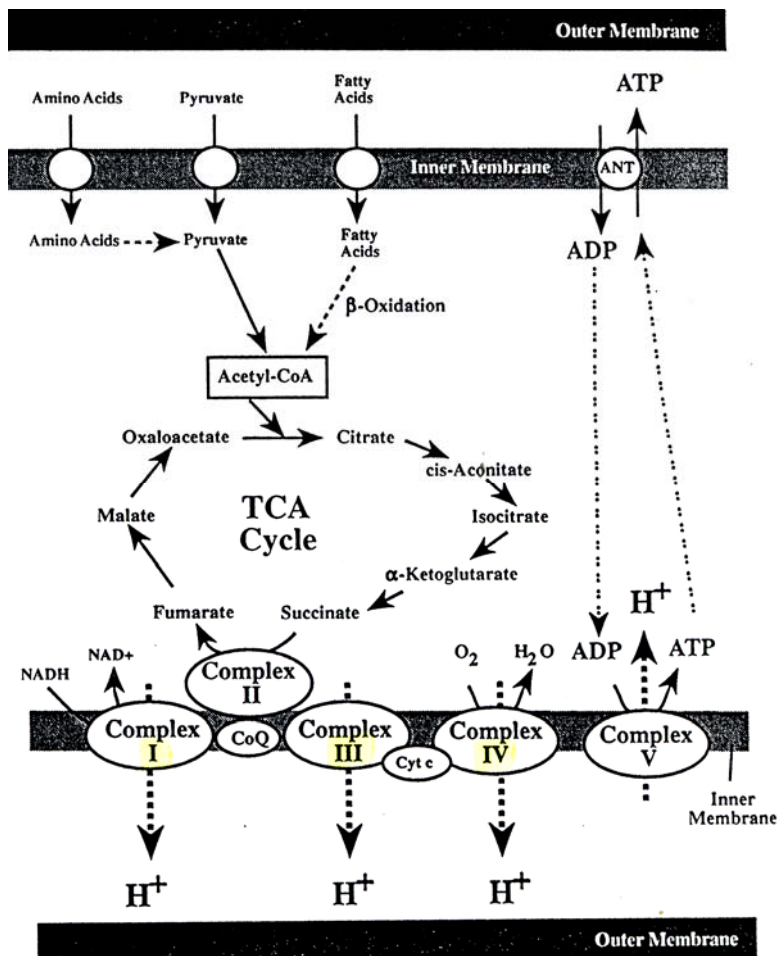 Outer Membrane
Amino Acids
Pyruvate
Fatty
Acids
ATP
Inner Membrane
ANT
Amino Acids
Pyruvate
Fatty
Acids
ADP
β-Oxidation
Acetyl-CoA
Oxaloacetate
Citrate
cis-Aconitate
Malate
TCA
Cycle
Isocitrate
α-Ketoglutarate
Fumarate
Succinate
H+
NADH
NAD+
Complex
II
O2
H2O
ADP
ATP
Complex
I
CoQ
Complex
III
Cyt c
Complex
IV
Complex
V
Inner
Membrane
H+
H+
H+
Outer Membrane